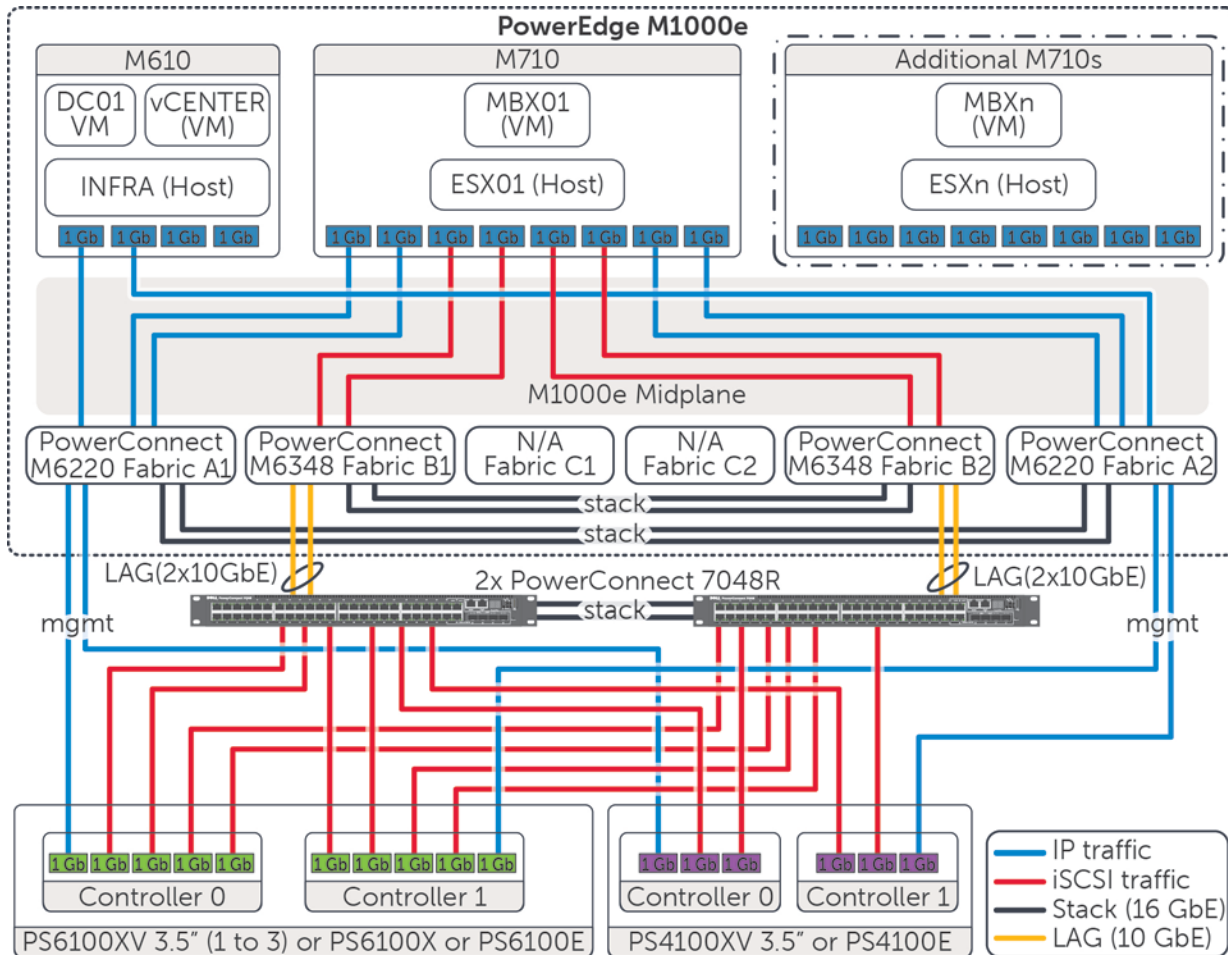 PowerEdge M1000e
M610
M710
Additional M710s
DC01
VM
vCENTER
(VM)
MBX01
(VM)
MBXn
(VM)
INFRA (Host)
ESX01 (Host)
ESXn (Host)
1 Gb 1 Gb 1 Gb 1 Gb
1 Gb 1 Gb 1 Gb 1 Gb 1 Gb 1 Gb 1 Gb 1 Gb
1 Gb 1 Gb 1 Gb 1 Gb 1 Gb 1 Gb 1 Gb 1 Gb
M1000e Midplane
PowerConnect
M6220 Fabric A1
PowerConnect
M6348 Fabric B1
N/A
Fabric C1
N/A
Fabric C2
PowerConnect
M6348 Fabric B2
PowerConnect
M6220 Fabric A2
stack
stack
LAG(2x10GbE)
2x PowerConnect 7048R
LAG(2x10GbE)
stack
mgmt
mgmt
1 Gb 1 Gb 1 Gb 1 Gb 1 Gb
Controller 0
1 Gb 1 Gb 1 Gb 1 Gb 1 Gb
Controller 1
PS6100XV 3.5” (1 to 3) or PS6100X or PS6100E
1 Gb 1 Gb 1 Gb
Controller 0
1 Gb 1 Gb 1 Gb
Controller 1
PS4100XV 3.5” or PS4100E
IP traffic
iSCSI traffic
Stack (16 GbE)
LAG (10 GbE)